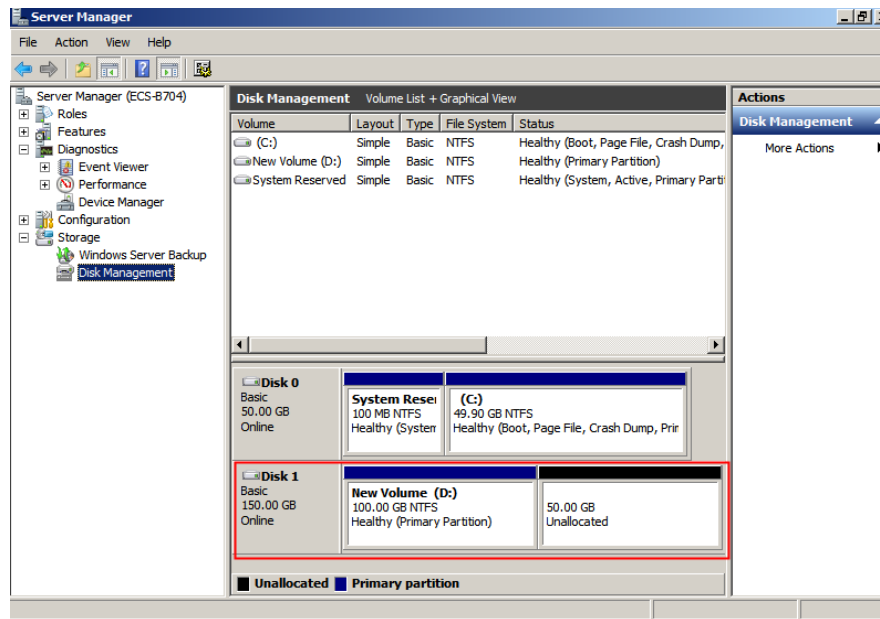 Server Manager
File Action View Help
Server Manager (ECS-B704)
Roles
Features
Diagnostics
Event Viewer
Performance
Device Manager
Configuration
Storage
Windows Server Backup
Disk Management
Disk Management Volume List + Graphical View
Volume Layout Type File System Status
(C:) Simple Basic NTFS Healthy (Boot, Page File, Crash Dump,
New Volume (D:) Simple Basic NTFS Healthy (Primary Partition)
System Reserved Simple Basic NTFS Healthy (System, Active, Primary Parti
Disk 0
Basic
50.00 GB
Online
System Reser
100 MB NTFS
Healthy (System
(C:)
49.90 GB NTFS
Healthy (Boot, Page File, Crash Dump, Prir
Disk 1
Basic
150.00 GB
Online
New Volume (D:)
100.00 GB NTFS
Healthy (Primary Partition)
50.00 GB
Unallocated
Unallocated Primary partition
Actions
Disk Management
More Actions